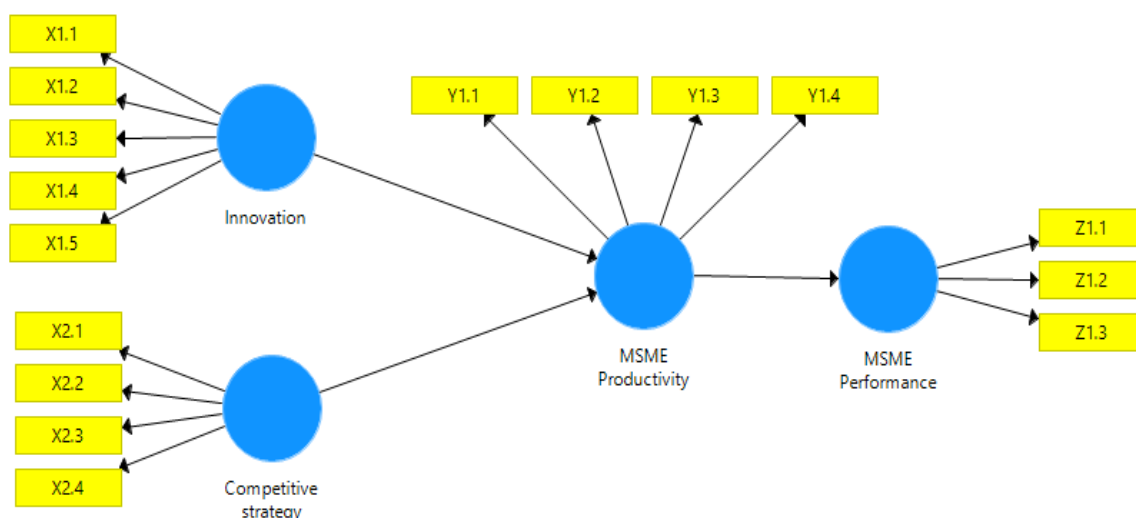 X1.1
X1.2
X1.3
X1.4
X1.5
Innovation
X2.1
X2.2
X2.3
X2.4
Competitive
strategy
Y1.1
Y1.2
Y1.3
Y1.4
MSME
Productivity
MSME
Performance
Z1.1
Z1.2
Z1.3